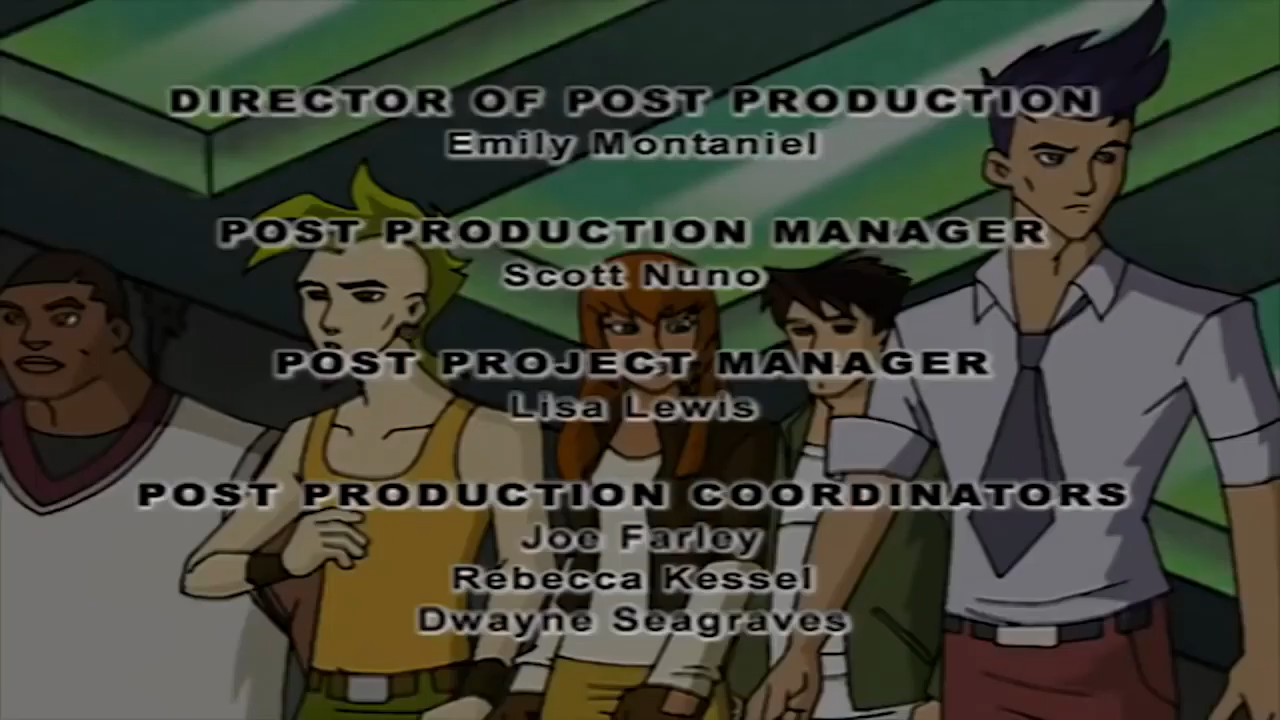 DIRECTOR OF POST PRODUCTION
Emily Montaniel
POST PRODUCTION MANAGER
Scott Nuno
POST PROJECT MANAGER
Lisa Lewis
POST PRODUCTION COORDINATORS
Joe Farley
Rebecca Kessel
Dwayne Seagraves